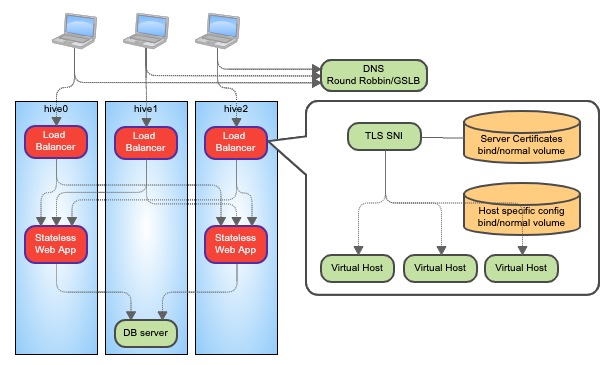 DNS
Round Robbin/GSLB
hive0
hive1
hive2
Load
Balancer
Load
Balancer
Load
Balancer
TLS SNI
Server Certificates
bind/normal volume
Host specific config
bind/normal volume
Stateless
Web App
Stateless
Web App
Virtual Host
Virtual Host
Virtual Host
DB server